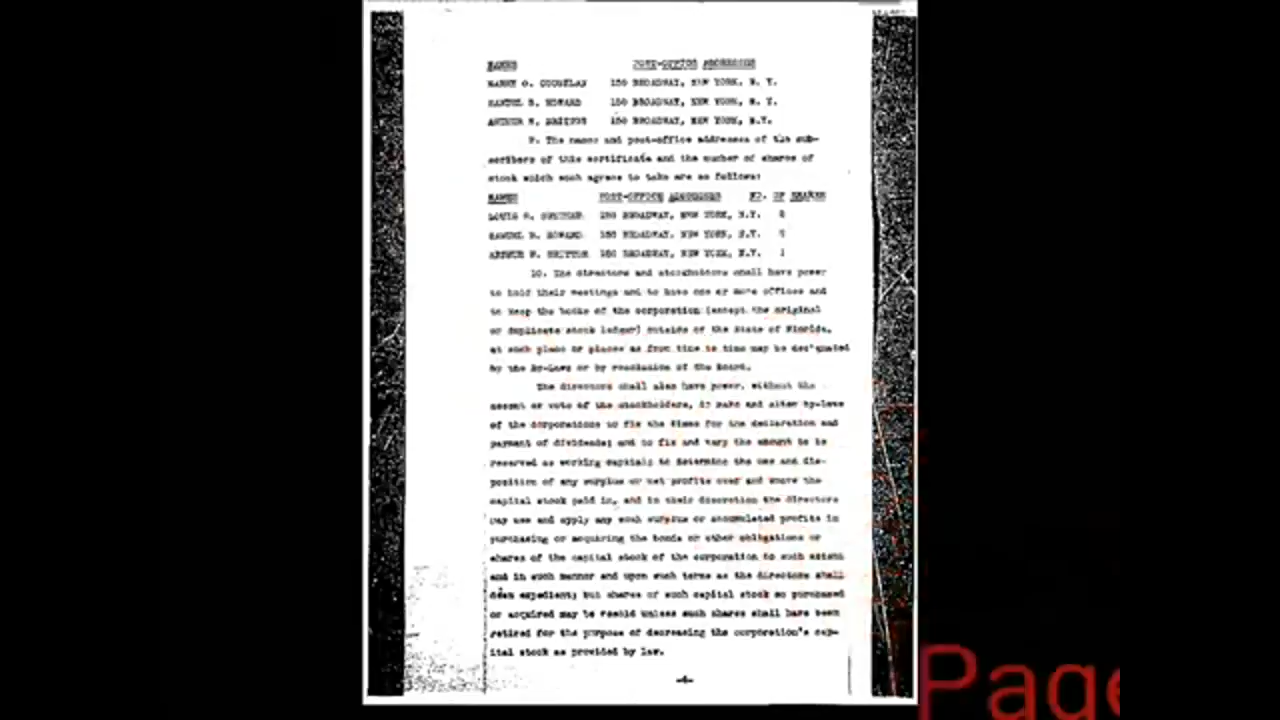 NAMES POST-OFFICE ADDRESSES
HARRY O. COUGHLAN 150 BROADWAY, NEW YORK, N. Y.
SAMUEL B. HOWARD 150 BROADWAY, NEW YORK, N. Y.
ARTHUR W. BRITTON 150 BROADWAY, NEW YORK, N.Y.
9. The names and post-office addresses of the sub-
scribers of this certificate and the number of shares of
stock which each agrees to take are as follows:
NAMES POST-OFFICE ADDRESSES NO. OF SHARES
LOUIS 150 BROADWAY, NEW YORK, N.Y.
SAMUEL B. HOWARD 150 BROADWAY, NEW YORK, N.Y.
ARTHUR W. BRITTON 150 BROADWAY, NEW YORK, N.Y. 1
10. The directors and stockholders shall have power
to hold their meetings and to have one or more offices and
to keep the books of the corporation (except the original
or duplicate stock ledger) outside of the State of Florida,
at such place or places as from time to time may be designated
by the By-Laws or by resolution of the Board.
The directors shall also have power, without the
assent or vote of the stockholders, to make and alter by-laws
of the corporation; to fix the times for the declaration and
payment of dividends; and to fix and vary the amount to be
reserved as working capital; to determine the use and dis-
position of any surplus or net profits over and above the
capital stock paid in, and in their discretion the directors
may use and apply any such surplus or accumulated profits in
purchasing or acquiring the bonds or other obligations or
shares of the capital stock of the corporation to such extent
and in such manner and upon such terms as the directors shall
deem expedient; but shares of such capital stock so purchased
or acquired may be resold unless such shares shall have been
retired for the purpose of decreasing the corporation's cap-
ital stock as provided by law.
-4-
Page